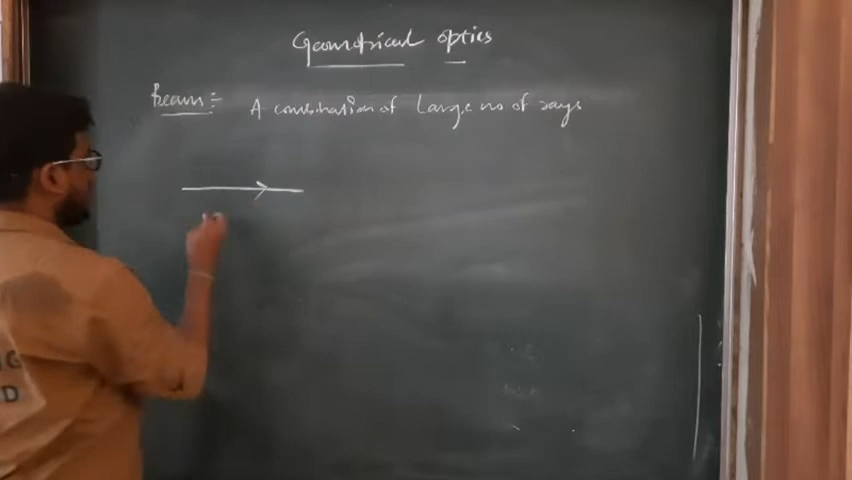 Geometrical optics
Beam:- A combination of Large no of rays